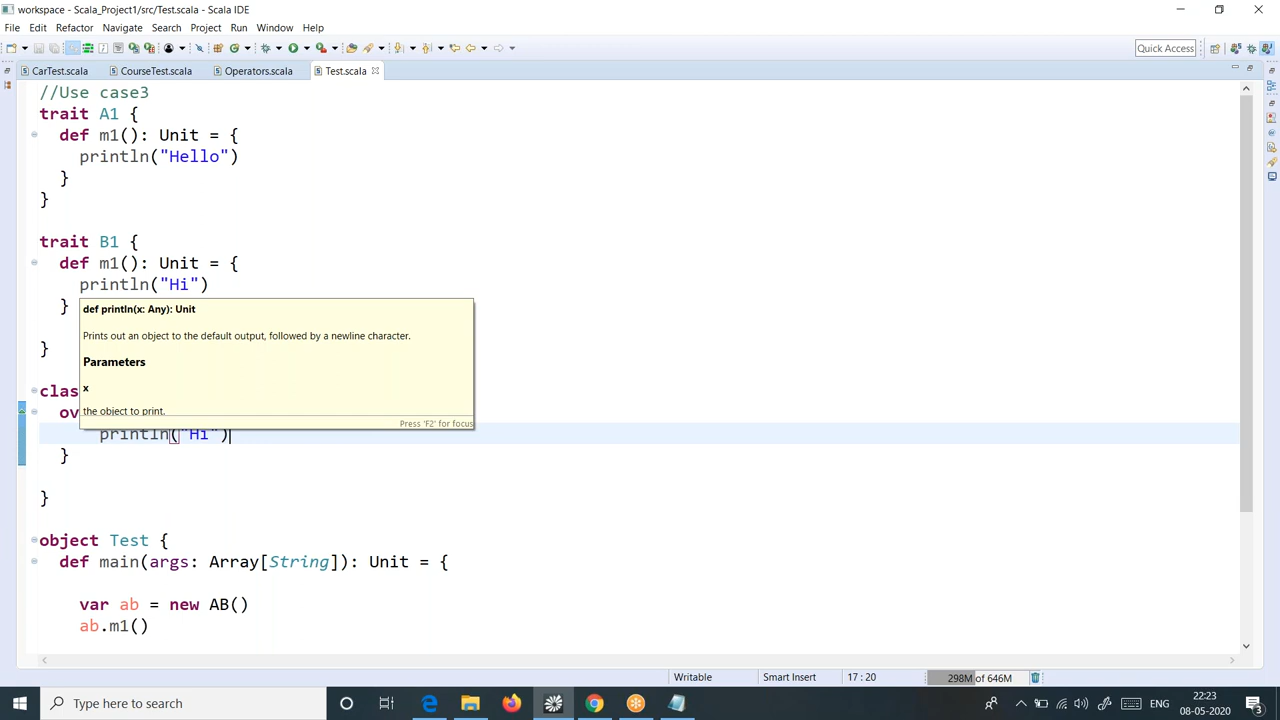 workspace - Scala_Project1/src/Test.scala - Scala IDE
File Edit Refactor Navigate Search Project Run Window Help
Quick Access
CarTest.scala CourseTest.scala Operators.scala Test.scala
//Use case3
trait A1 {
def m1(): Unit = {
println("Hello")
}
}
trait B1 {
def m1(): Unit = {
println("Hi")
}
}
def println(x: Any): Unit
Prints out an object to the default output, followed by a newline character.
Parameters
x
the object to print.
Press 'F2' for focus
clas
ov
println("Hi")
}
}
object Test {
def main(args: Array[String]): Unit = {
var ab = new AB()
ab.m1()
Writable Smart Insert 17 : 20 298M of 646M
Type here to search
ENG
22:23
08-05-2020
3